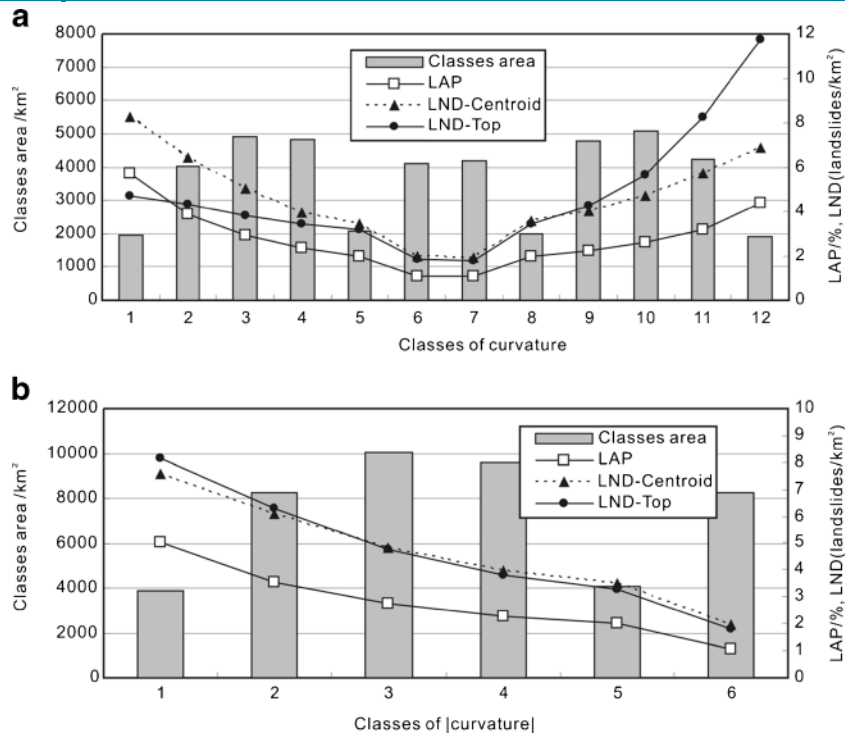 a
8000
7000
6000
5000
4000
3000
2000
1000
0
Classes area /km²
12
10
8
6
4
2
0
LAP/%, LND(landslides/km²)
Classes area
LAP
LND-Centroid
LND-Top
1 2 3 4 5 6 7 8 9 10 11 12
Classes of curvature
b
12000
10000
8000
6000
4000
2000
0
Classes area /km²
10
9
8
7
6
5
4
3
2
1
0
LAP/%, LND(landslides/km²)
Classes area
LAP
LND-Centroid
LND-Top
1 2 3 4 5 6
Classes of |curvature|